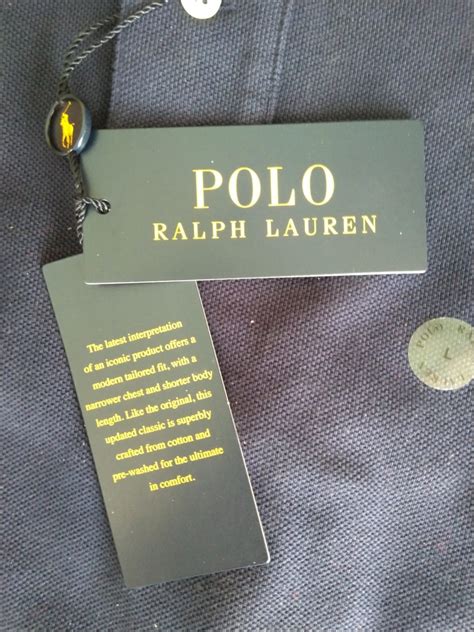 POLO
RALPH LAUREN
The latest interpretation
of an iconic product offers a
modern tailored fit, with a
narrower chest and shorter body
length. Like the original, this
updated classic is superbly
crafted from cotton and
pre-washed for the ultimate
in comfort.
L